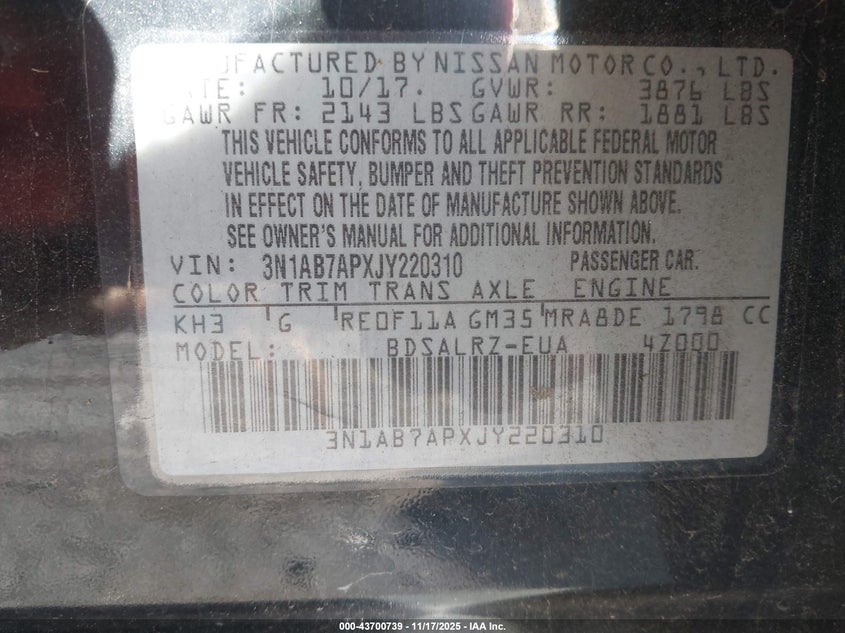 MANUFACTURED BY NISSAN MOTOR CO., LTD.
DATE: 10/17. GVWR: 3876 LBS
GAWR FR: 2143 LBS GAWR RR: 1881 LBS
THIS VEHICLE CONFORMS TO ALL APPLICABLE FEDERAL MOTOR
VEHICLE SAFETY, BUMPER AND THEFT PREVENTION STANDARDS
IN EFFECT ON THE DATE OF MANUFACTURE SHOWN ABOVE.
SEE OWNER'S MANUAL FOR ADDITIONAL INFORMATION.
VIN: 3N1AB7APXJY220310 PASSENGER CAR.
COLOR TRIM TRANS AXLE ENGINE
KH3 G RE0F11A GM35 MRA8DE 1798 CC
MODEL: BDSALRZ-EUA 4Z000
3N1AB7APXJY220310
000-43700739 | 11/17/2025 - IAA Inc.